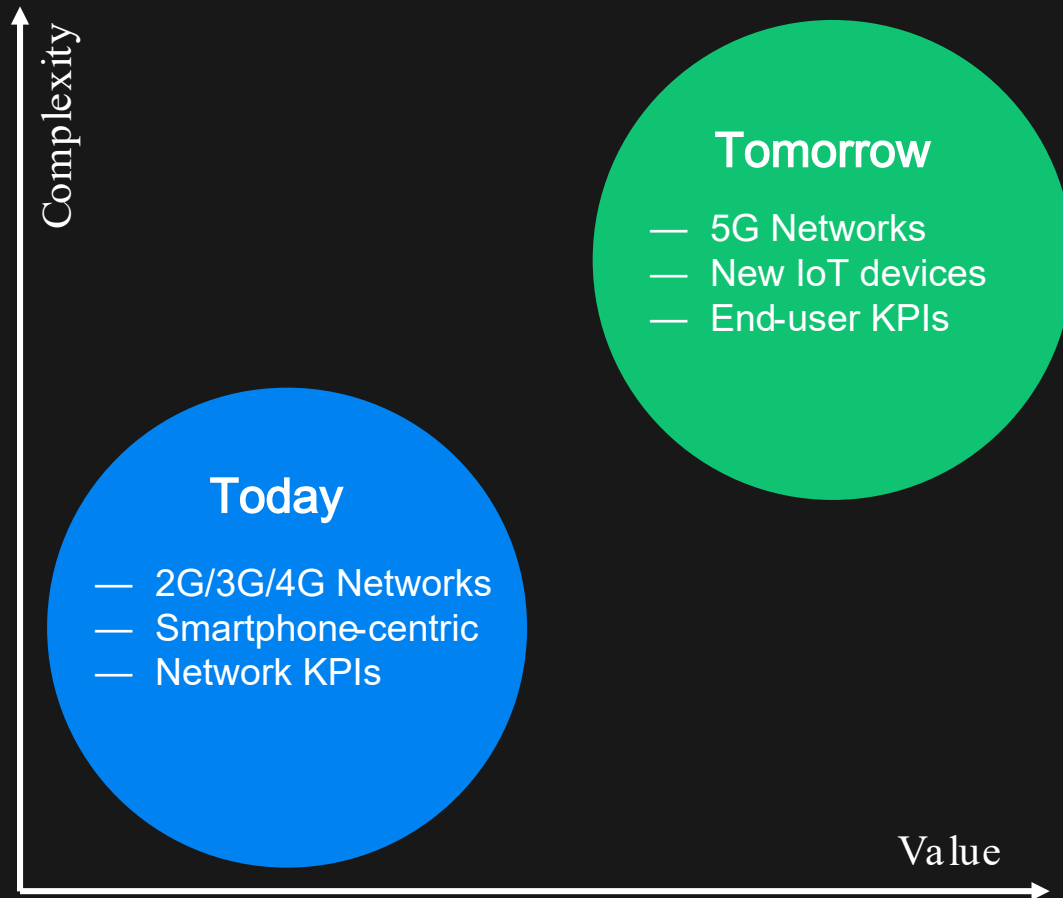 Complexity
Tomorrow
— 5G Networks
— New IoT devices
— End-user KPIs
Today
— 2G/3G/4G Networks
— Smartphone-centric
— Network KPIs
Value